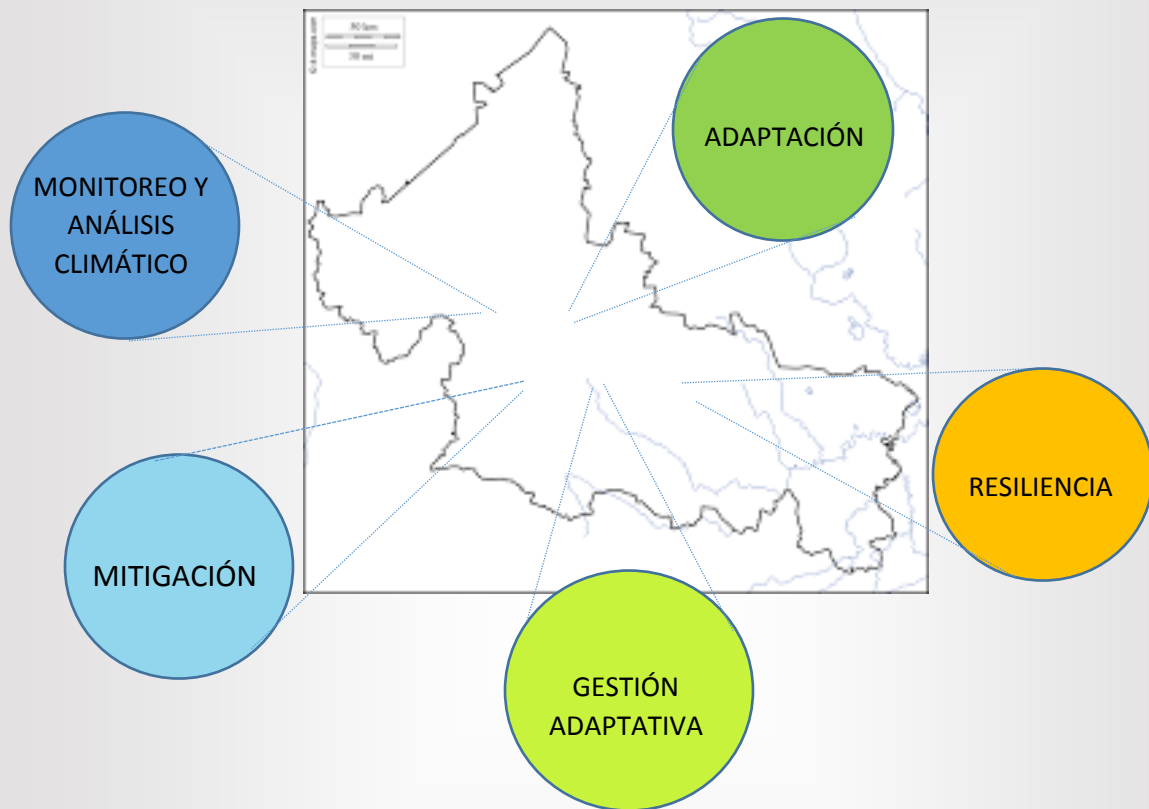 ADAPTACIÓN
MONITOREO Y
ANÁLISIS
CLIMÁTICO
RESILIENCIA
MITIGACIÓN
GESTIÓN
ADAPTATIVA